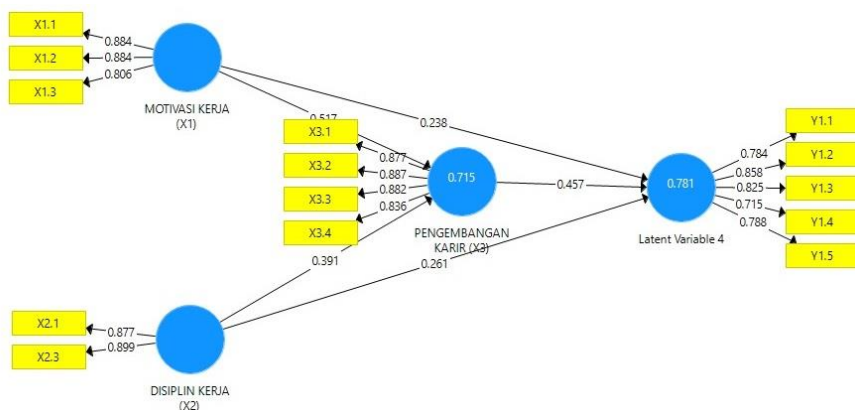 X1.1
X1.2
X1.3
0.884
0.884
0.806
MOTIVASI KERJA
(X1)
0.517
0.238
X3.1
X3.2
X3.3
X3.4
0.877
0.887
0.882
0.836
0.715
PENGEMBANGAN
KARIR (X3)
0.457
0.781
Latent Variable 4
0.784
0.858
0.825
0.715
0.788
Y1.1
Y1.2
Y1.3
Y1.4
Y1.5
0.391
0.261
X2.1
X2.3
0.877
0.899
DISIPLIN KERJA
(X2)